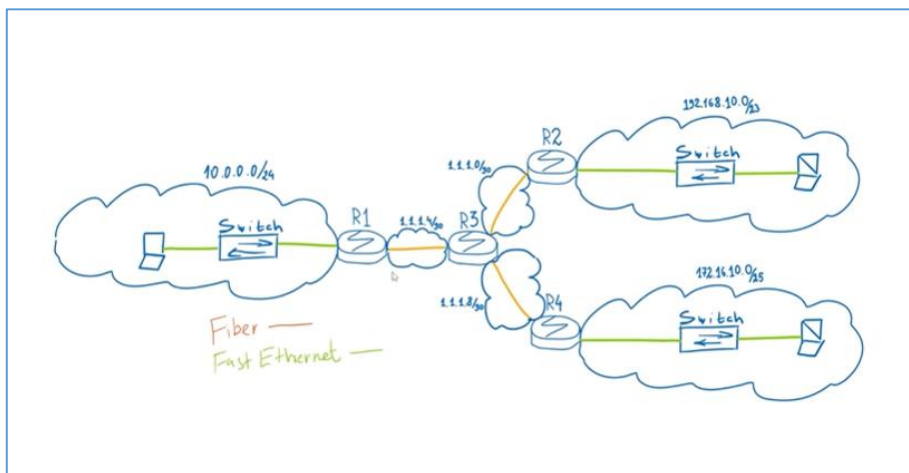 192.168.10.0/23
R2
Switch
1.1.1.0/30
10.0.0.0/24
Switch
R1
1.1.1.4/30
R3
172.16.10.0/25
1.1.1.8/30
R4
Switch
Fiber
Fast Ethernet